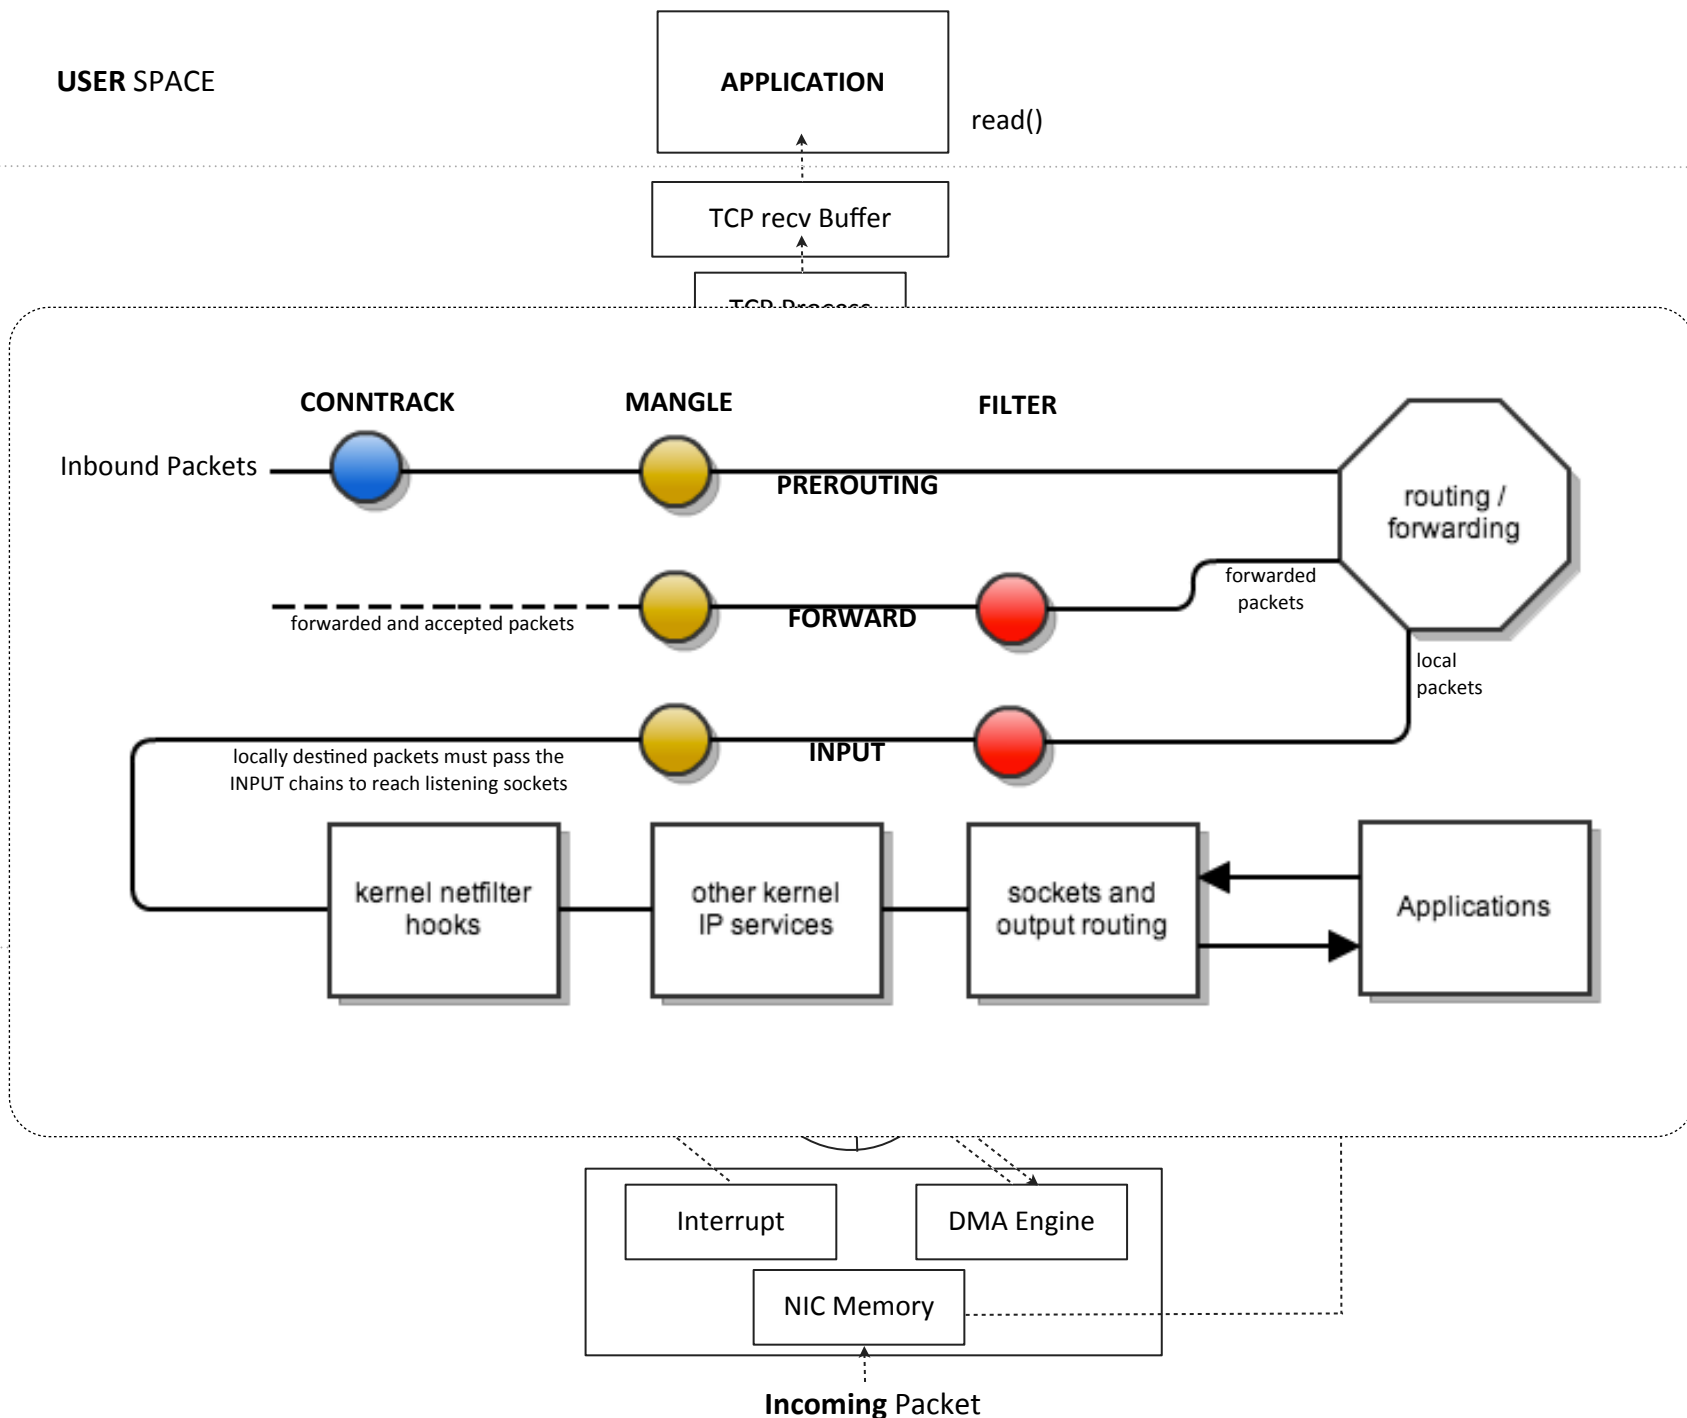 USER SPACE
APPLICATION
read()
TCP recv Buffer
TCP Process
CONNTRACK
MANGLE
FILTER
Inbound Packets
PREROUTING
routing /
forwarding
forwarded
packets
forwarded and accepted packets
FORWARD
local
packets
locally destined packets must pass the
INPUT chains to reach listening sockets
INPUT
kernel netfilter
hooks
other kernel
IP services
sockets and
output routing
Applications
Interrupt
DMA Engine
NIC Memory
Incoming Packet